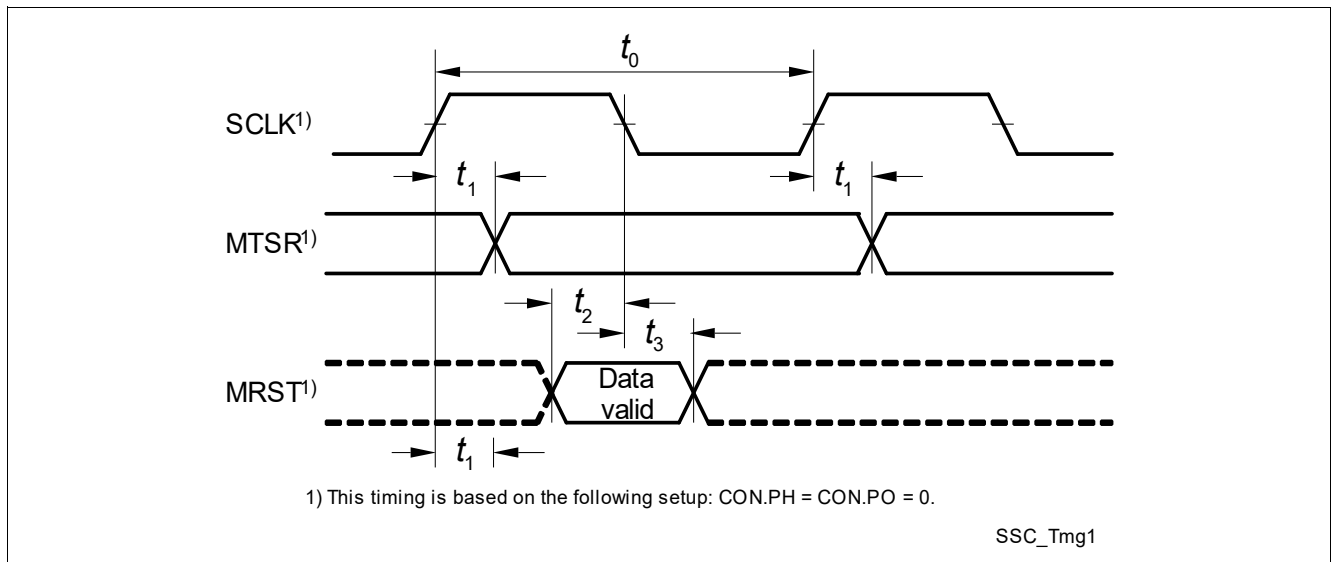 t0
SCLK1)
t1
t1
MTSR1)
t2
t3
MRST1)
Data
valid
t1
1) This timing is based on the following setup: CON.PH = CON.PO = 0.
SSC_Tmg1